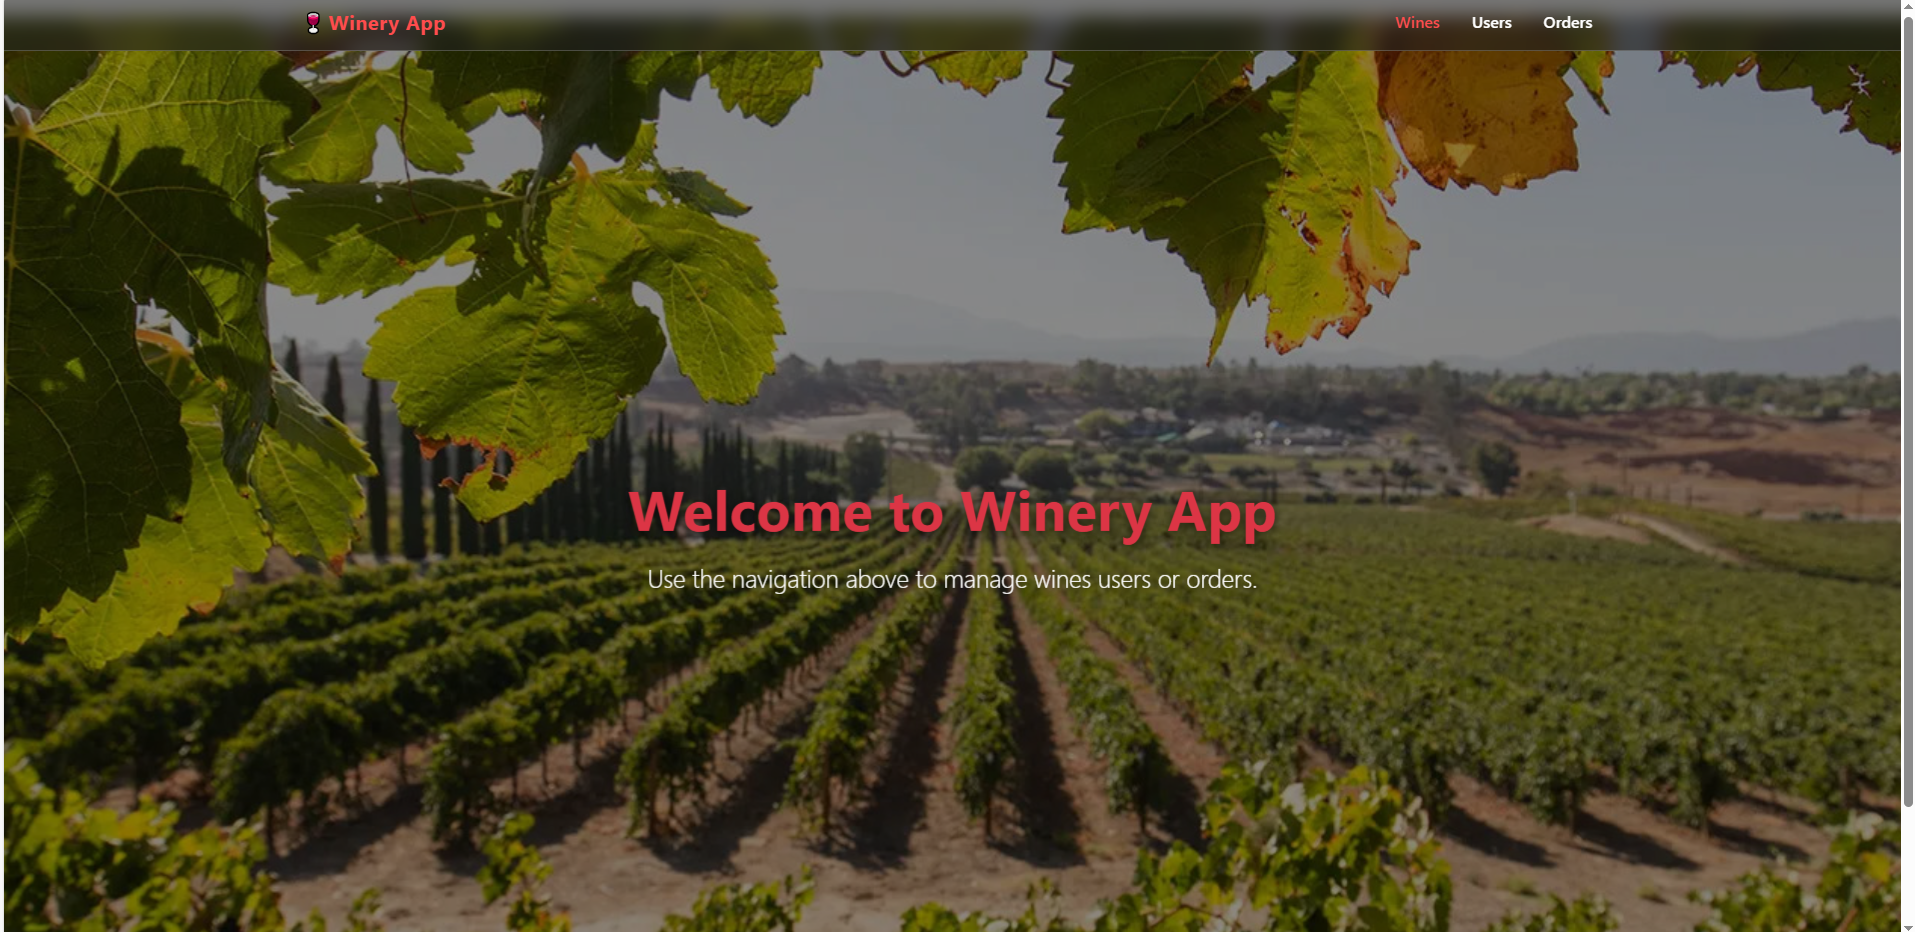 Winery App
Wines Users Orders
Welcome to Winery App
Use the navigation above to manage wines users or orders.